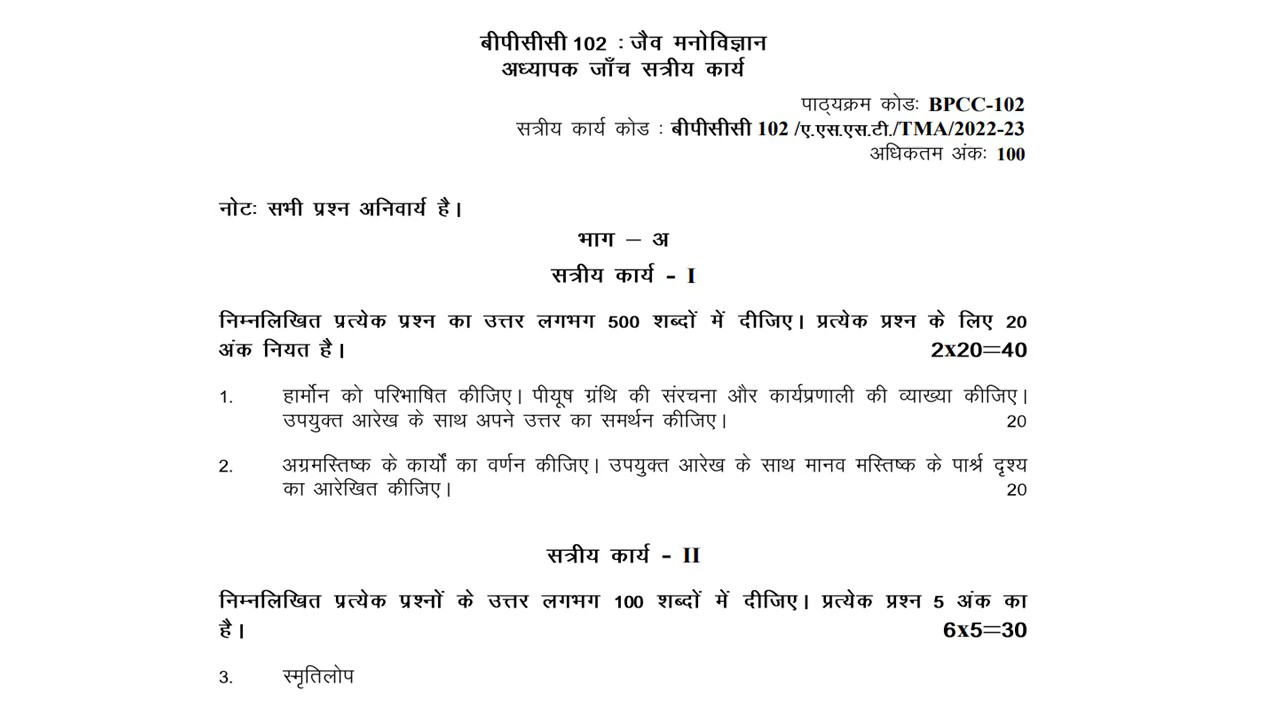 बीपीसीसी 102 : जैव मनोविज्ञान
अध्यापक जाँच सत्रीय कार्य
पाठ्यक्रम कोडः BPCC-102
सत्रीय कार्य कोड : बीपीसीसी 102 /ए.एस.एस.टी./TMA/2022-23
अधिकतम अंकः 100
नोटः सभी प्रश्न अनिवार्य है।
भाग – अ
सत्रीय कार्य - I
निम्नलिखित प्रत्येक प्रश्न का उत्तर लगभग 500 शब्दों में दीजिए। प्रत्येक प्रश्न के लिए 20
अंक नियत है। 2x20=40
1. हार्मोन को परिभाषित कीजिए। पीयूष ग्रंथि की संरचना और कार्यप्रणाली की व्याख्या कीजिए।
उपयुक्त आरेख के साथ अपने उत्तर का समर्थन कीजिए। 20
2. अग्रमस्तिष्क के कार्यों का वर्णन कीजिए। उपयुक्त आरेख के साथ मानव मस्तिष्क के पार्श्र दृश्य
का आरेखित कीजिए। 20
सत्रीय कार्य - II
निम्नलिखित प्रत्येक प्रश्नों के उत्तर लगभग 100 शब्दों में दीजिए। प्रत्येक प्रश्न 5 अंक का
है। 6x5=30
3. स्मृतिलोप